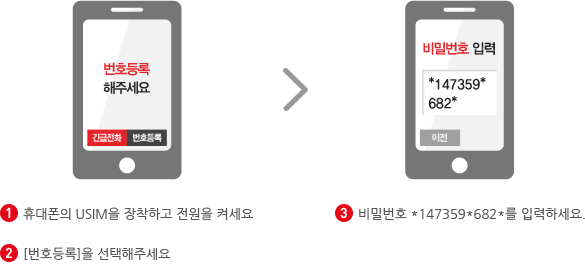 번호등록
해주세요
긴급전화 번호등록
비밀번호 입력
*147359*
682*
이전
1 휴대폰의 USIM을 장착하고 전원을 켜세요
2 [번호등록]을 선택해주세요
3 비밀번호 *147359*682*를 입력하세요.